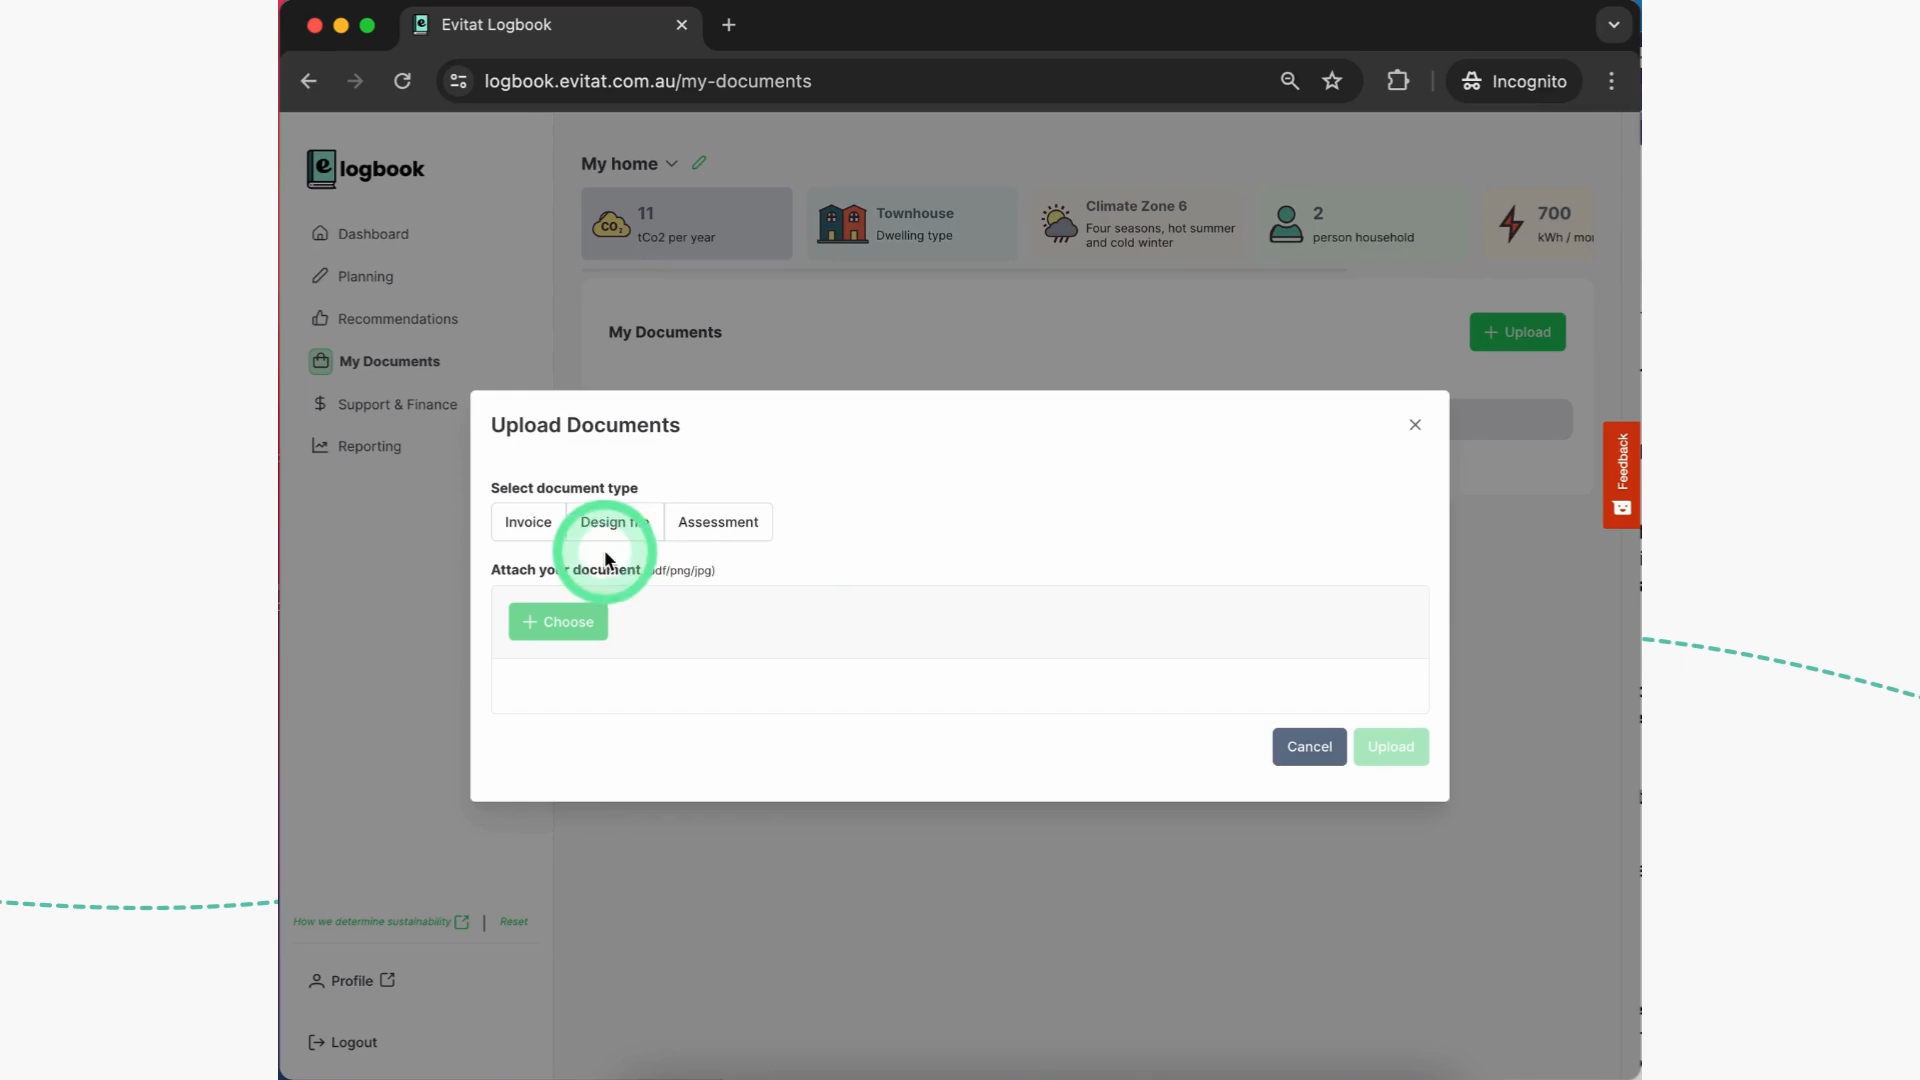 Evitat Logbook
logbook.evitat.com.au/my-documents
Incognito
e logbook
My home
11
tCo2 per year
CO2
Townhouse
Dwelling type
Climate Zone 6
Four seasons, hot summer
and cold winter
2
person household
700
kWh /
Dashboard
Planning
Recommendations
My Documents
Support & Finance
Reporting
My Documents
+ Upload
Feedback
Upload Documents
Select document type
Invoice
Design
Assessment
Attach your document
+ Choose
Cancel
Upload
How we determine sustainability
Reset
Profile
Logout